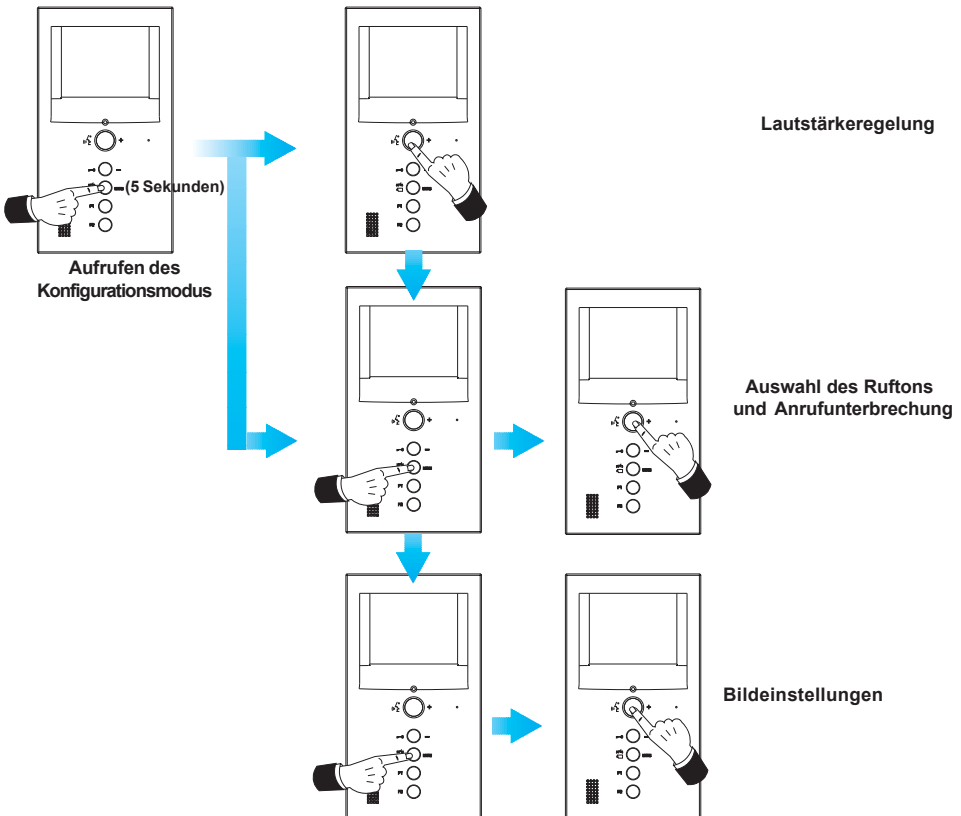 Lautstärkeregelung
(5 Sekunden)
Aufrufen des
Konfigurationsmodus
Auswahl des Ruftons
und Anrufunterbrechung
Bildeinstellungen